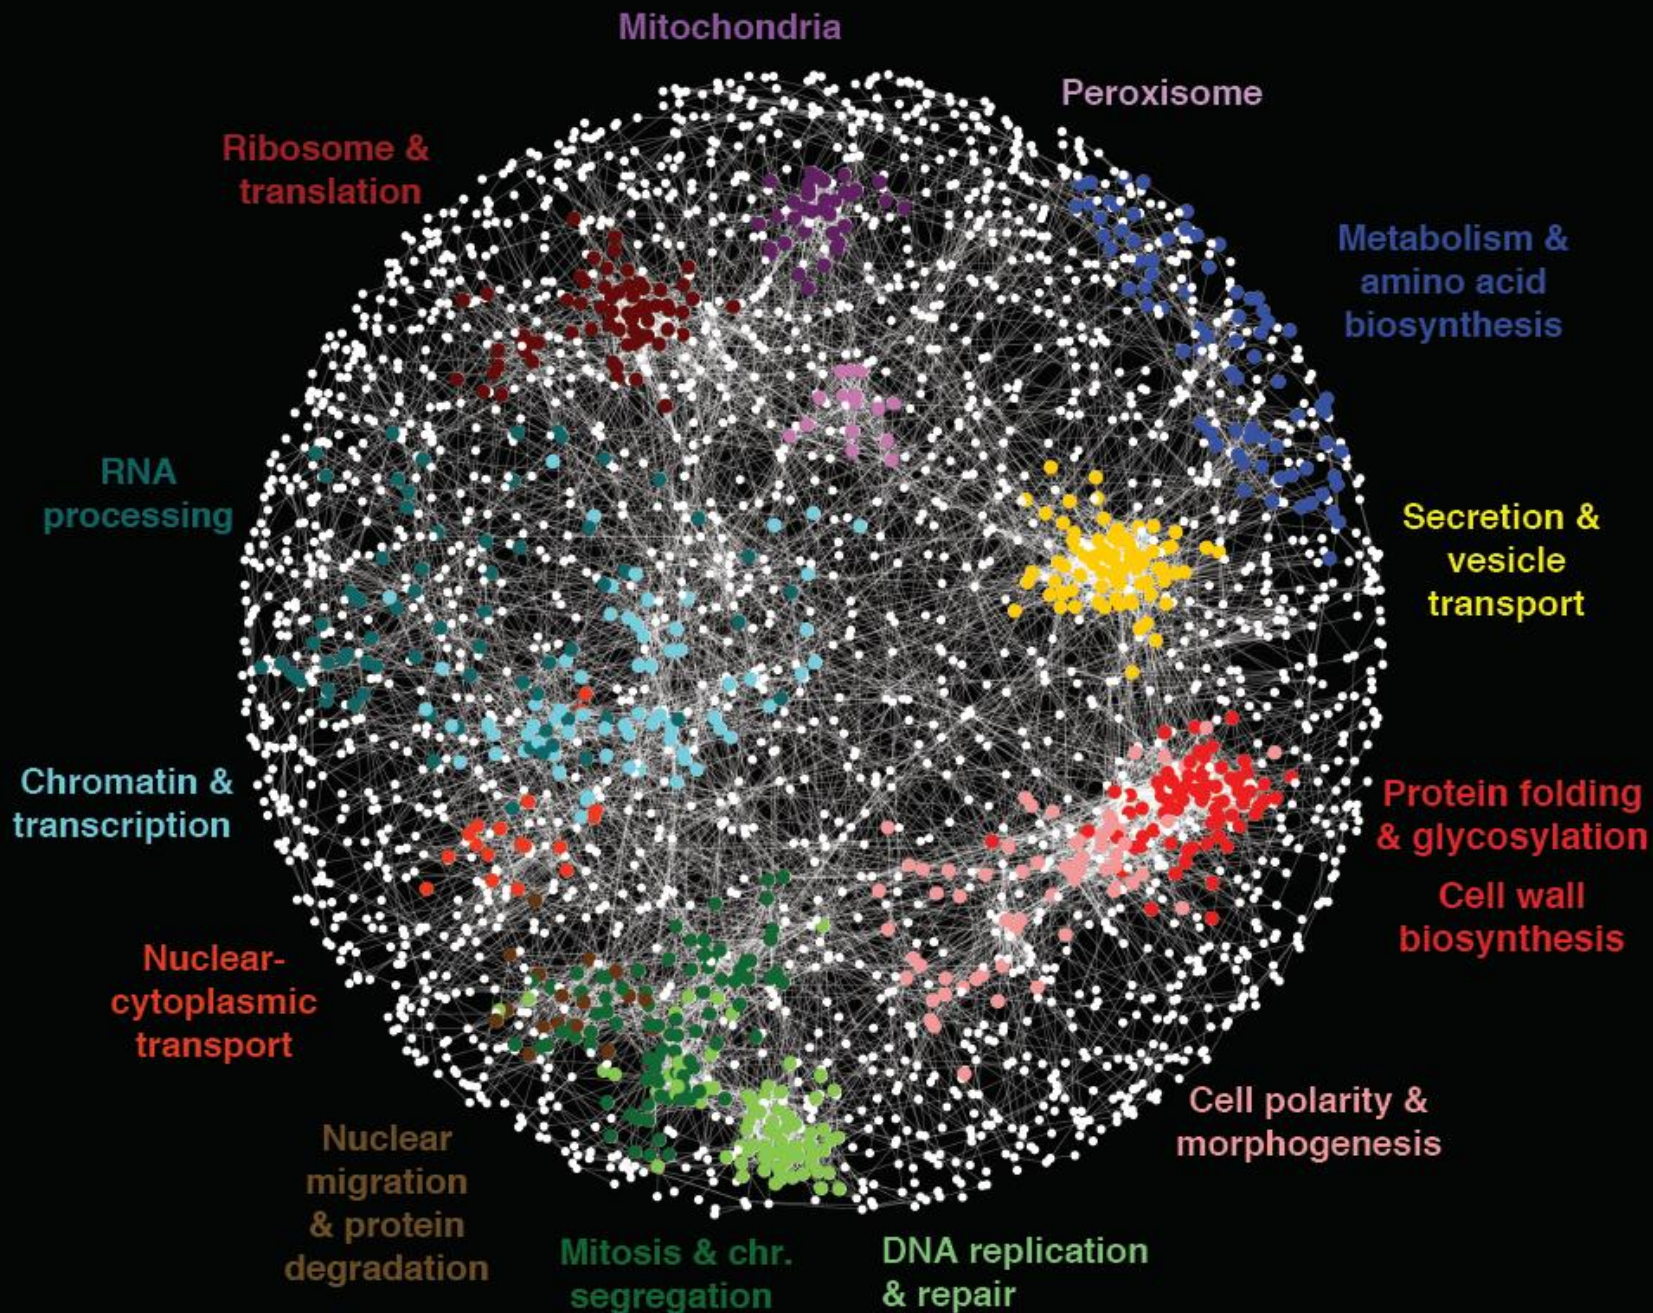 Mitochondria
Peroxisome
Ribosome &
translation
Metabolism &
amino acid
biosynthesis
RNA
processing
Secretion &
vesicle
transport
Chromatin &
transcription
Protein folding
& glycosylation
Cell wall
biosynthesis
Nuclear-
cytoplasmic
transport
Cell polarity &
morphogenesis
Nuclear
migration
& protein
degradation
Mitosis & chr.
segregation
DNA replication
& repair